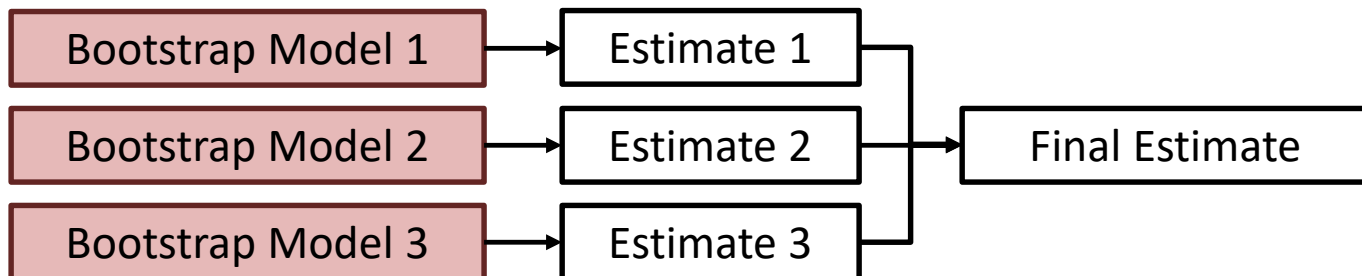 Bootstrap Model 1
Estimate 1
Bootstrap Model 2
Estimate 2
Final Estimate
Bootstrap Model 3
Estimate 3